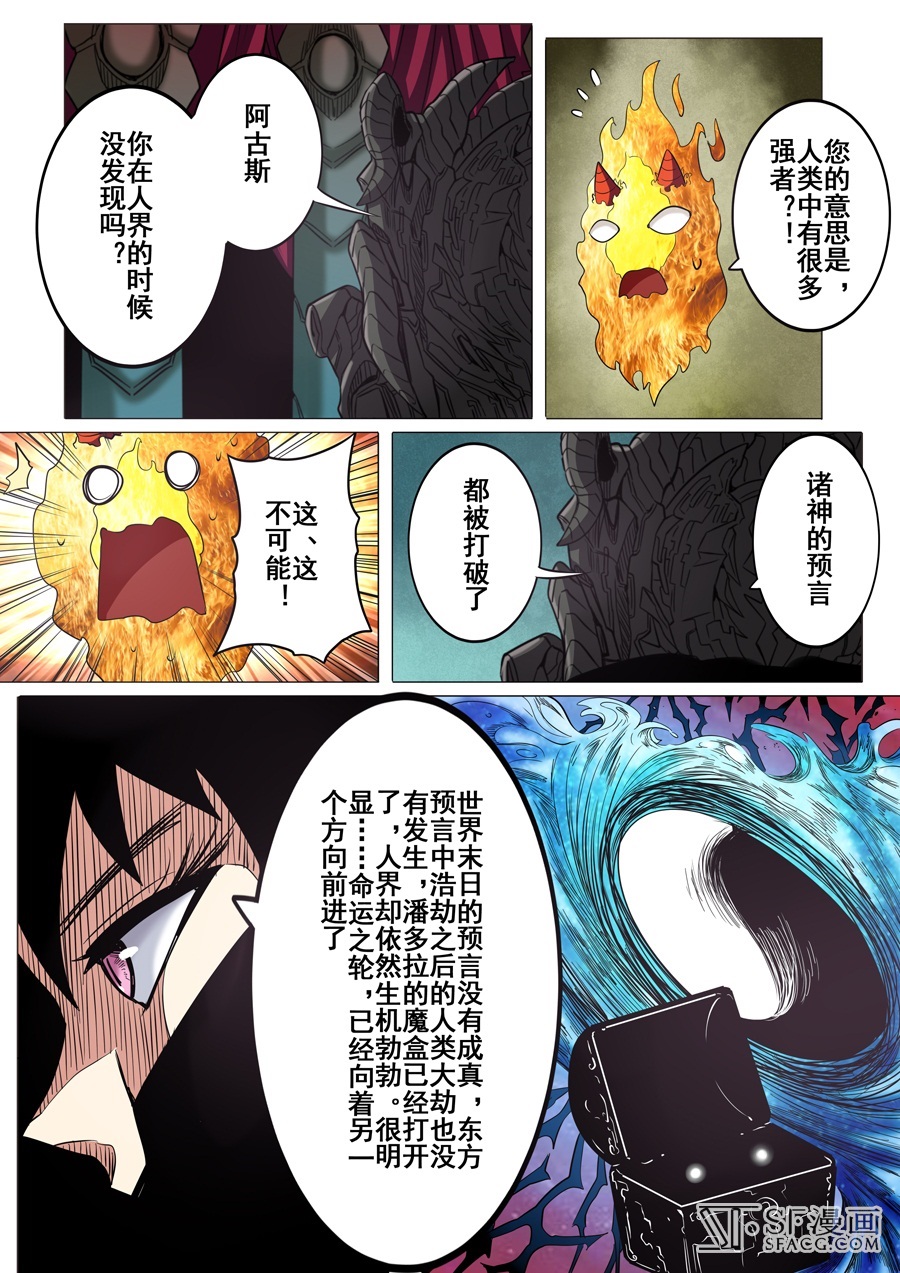 您的意思是，
人类中有很多
强者？！
阿古斯
你在人界的时候
没发现吗？
诸神的预言
都被打破了
这、这
不可能！
世界末日的预言没有成真，东方
预言中浩劫之后的人类大劫也没
有发生，潘多拉的魔盒已经打开
了，人界却依然生机勃勃。很明
显……命运之轮，已经向着另一
个方向前进了
SF漫画
SFACG.COM